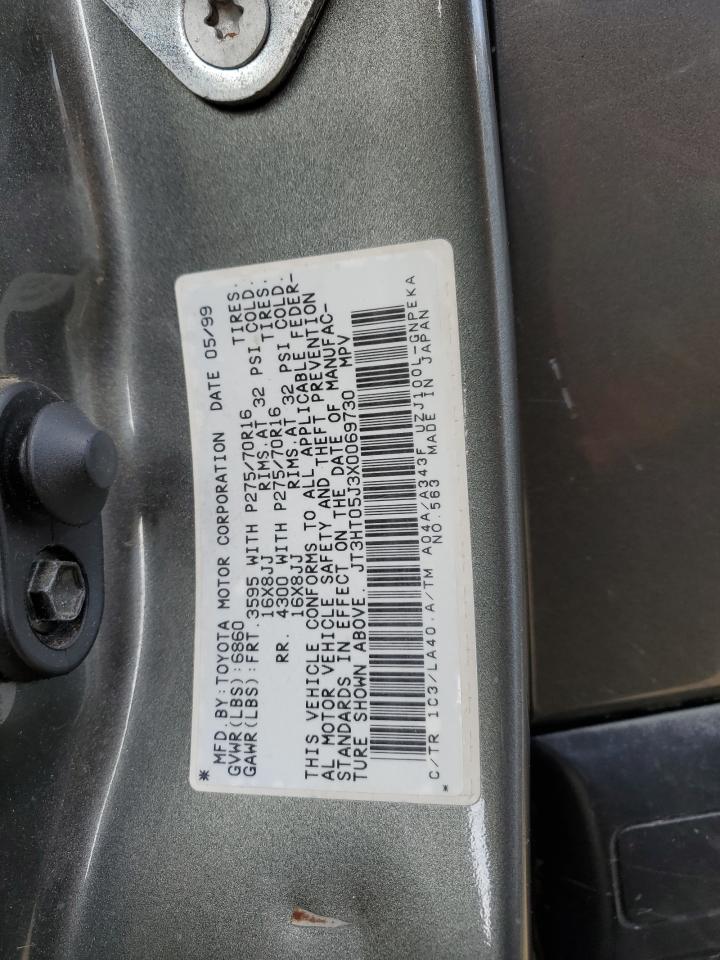 * MFD.BY:TOYOTA MOTOR CORPORATION DATE 05/99
GVWR(LBS):6860
GAWR(LBS):FRT.3595 WITH P275/70R16 TIRES.
16X8JJ RIMS.AT 32 PSI COLD.
RR. 4300 WITH P275/70R16 TIRES.
16X8JJ RIMS.AT 32 PSI COLD.
THIS VEHICLE CONFORMS TO ALL APPLICABLE FEDER-
AL MOTOR VEHICLE SAFETY AND THEFT PREVENTION
STANDARDS IN EFFECT ON THE DATE OF MANUFAC-
TURE SHOWN ABOVE. JT3HT05J3X0069730 MPV
C/TR 1C3/LA40.A/TM A04A/A343F UZJ100L-GNPEKA
* NO.563 MADE IN JAPAN